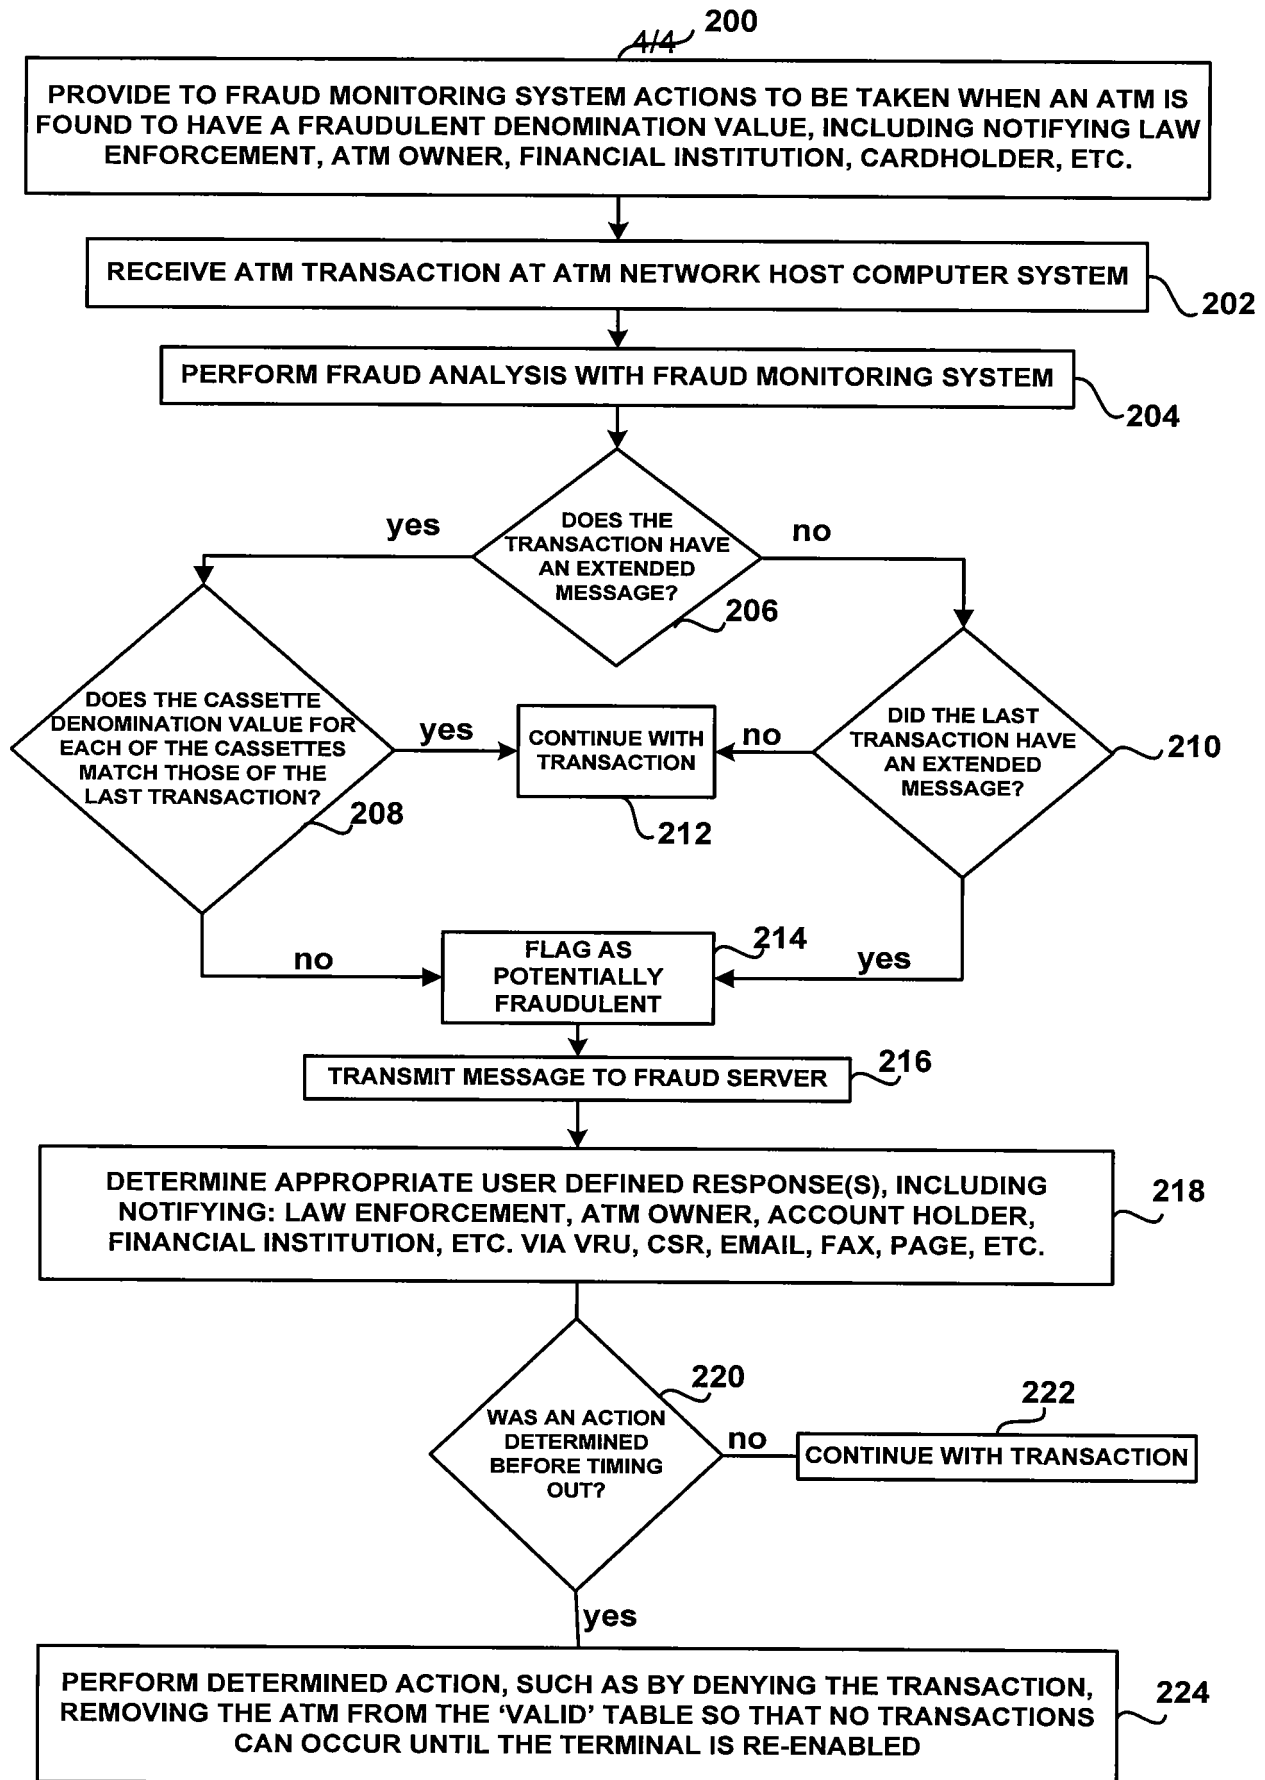 200
4/4
PROVIDE TO FRAUD MONITORING SYSTEM ACTIONS TO BE TAKEN WHEN AN ATM IS
FOUND TO HAVE A FRAUDULENT DENOMINATION VALUE, INCLUDING NOTIFYING LAW
ENFORCEMENT, ATM OWNER, FINANCIAL INSTITUTION, CARDHOLDER, ETC.
RECEIVE ATM TRANSACTION AT ATM NETWORK HOST COMPUTER SYSTEM
202
PERFORM FRAUD ANALYSIS WITH FRAUD MONITORING SYSTEM
204
yes
DOES THE
TRANSACTION HAVE
AN EXTENDED
MESSAGE?
no
206
DOES THE CASSETTE
DENOMINATION VALUE FOR
EACH OF THE CASSETTES
MATCH THOSE OF THE
LAST TRANSACTION?
208
yes
CONTINUE WITH
TRANSACTION
212
no
DID THE LAST
TRANSACTION HAVE
AN EXTENDED
MESSAGE?
210
no
FLAG AS
POTENTIALLY
FRAUDULENT
214
yes
TRANSMIT MESSAGE TO FRAUD SERVER
216
DETERMINE APPROPRIATE USER DEFINED RESPONSE(S), INCLUDING
NOTIFYING: LAW ENFORCEMENT, ATM OWNER, ACCOUNT HOLDER,
FINANCIAL INSTITUTION, ETC. VIA VRU, CSR, EMAIL, FAX, PAGE, ETC.
218
WAS AN ACTION
DETERMINED
BEFORE TIMING
OUT?
220
no
222
CONTINUE WITH TRANSACTION
yes
PERFORM DETERMINED ACTION, SUCH AS BY DENYING THE TRANSACTION,
REMOVING THE ATM FROM THE ‘VALID’ TABLE SO THAT NO TRANSACTIONS
CAN OCCUR UNTIL THE TERMINAL IS RE-ENABLED
224